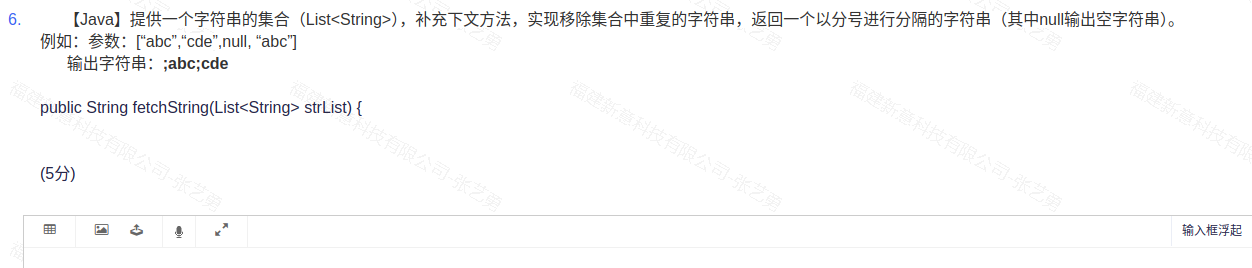 6. 【Java】提供一个字符串的集合（List<String>），补充下文方法，实现移除集合中重复的字符串，返回一个以分号进行分隔的字符串（其中null输出空字符串）。
例如：参数：[“abc”,“cde”,null, “abc”]
输出字符串：;abc;cde
public String fetchString(List<String> strList) {
(5分)
输入框浮起
福建新意科技有限公司-张艺勇